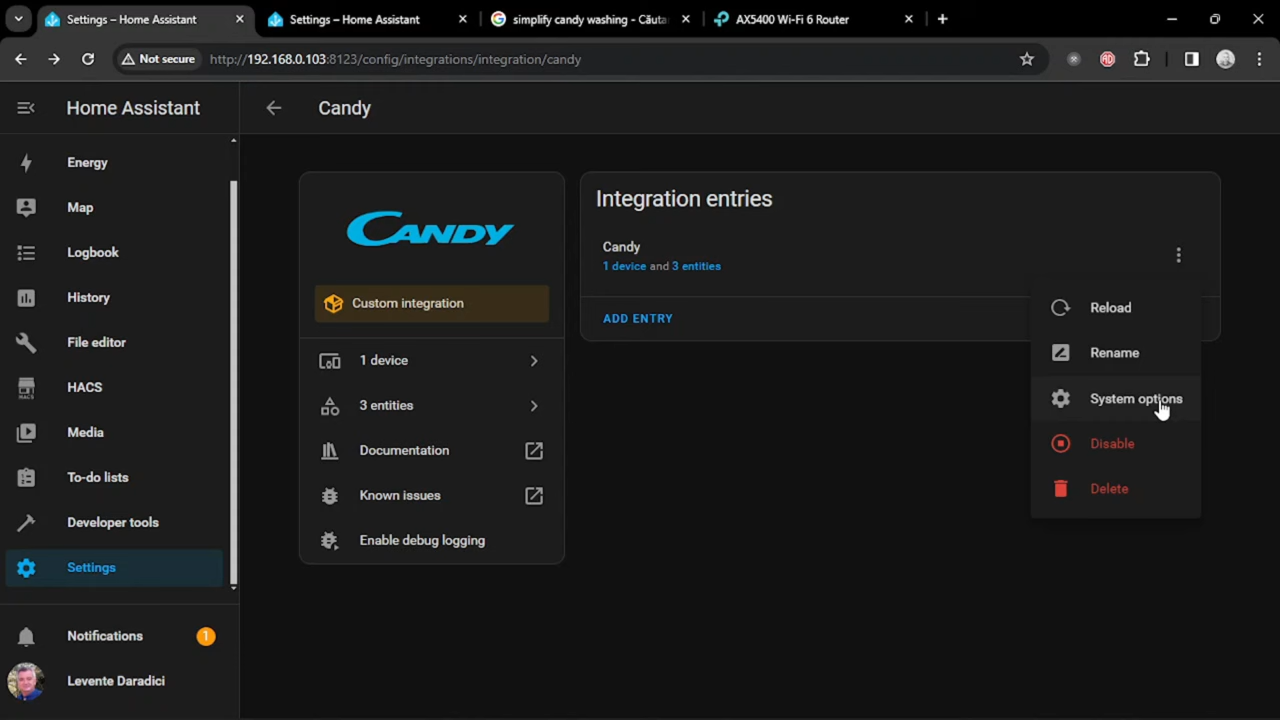 Settings – Home Assistant
Settings – Home Assistant
simplify candy washing - Căuta
AX5400 Wi-Fi 6 Router
Not secure
http://192.168.0.103:8123/config/integrations/integration/candy
Home Assistant
Candy
Energy
Map
Logbook
History
File editor
HACS
HACS
Media
To-do lists
Developer tools
Settings
Notifications
1
Levente Daradici
CANDY
Custom integration
1 device
3 entities
Documentation
Known issues
Enable debug logging
Integration entries
Candy
1 device and 3 entities
ADD ENTRY
Reload
Rename
System options
Disable
Delete